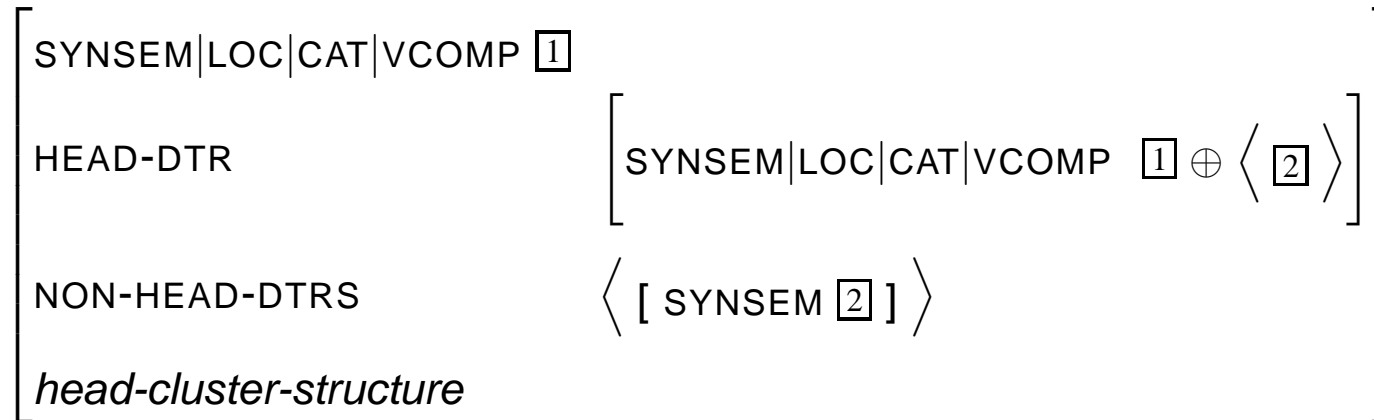 SYNSEM|LOC|CAT|VCOMP 1
HEAD-DTR [SYNSEM|LOC|CAT|VCOMP 1 ⊕ ⟨ 2 ⟩]
NON-HEAD-DTRS ⟨ [ SYNSEM 2 ] ⟩
head-cluster-structure